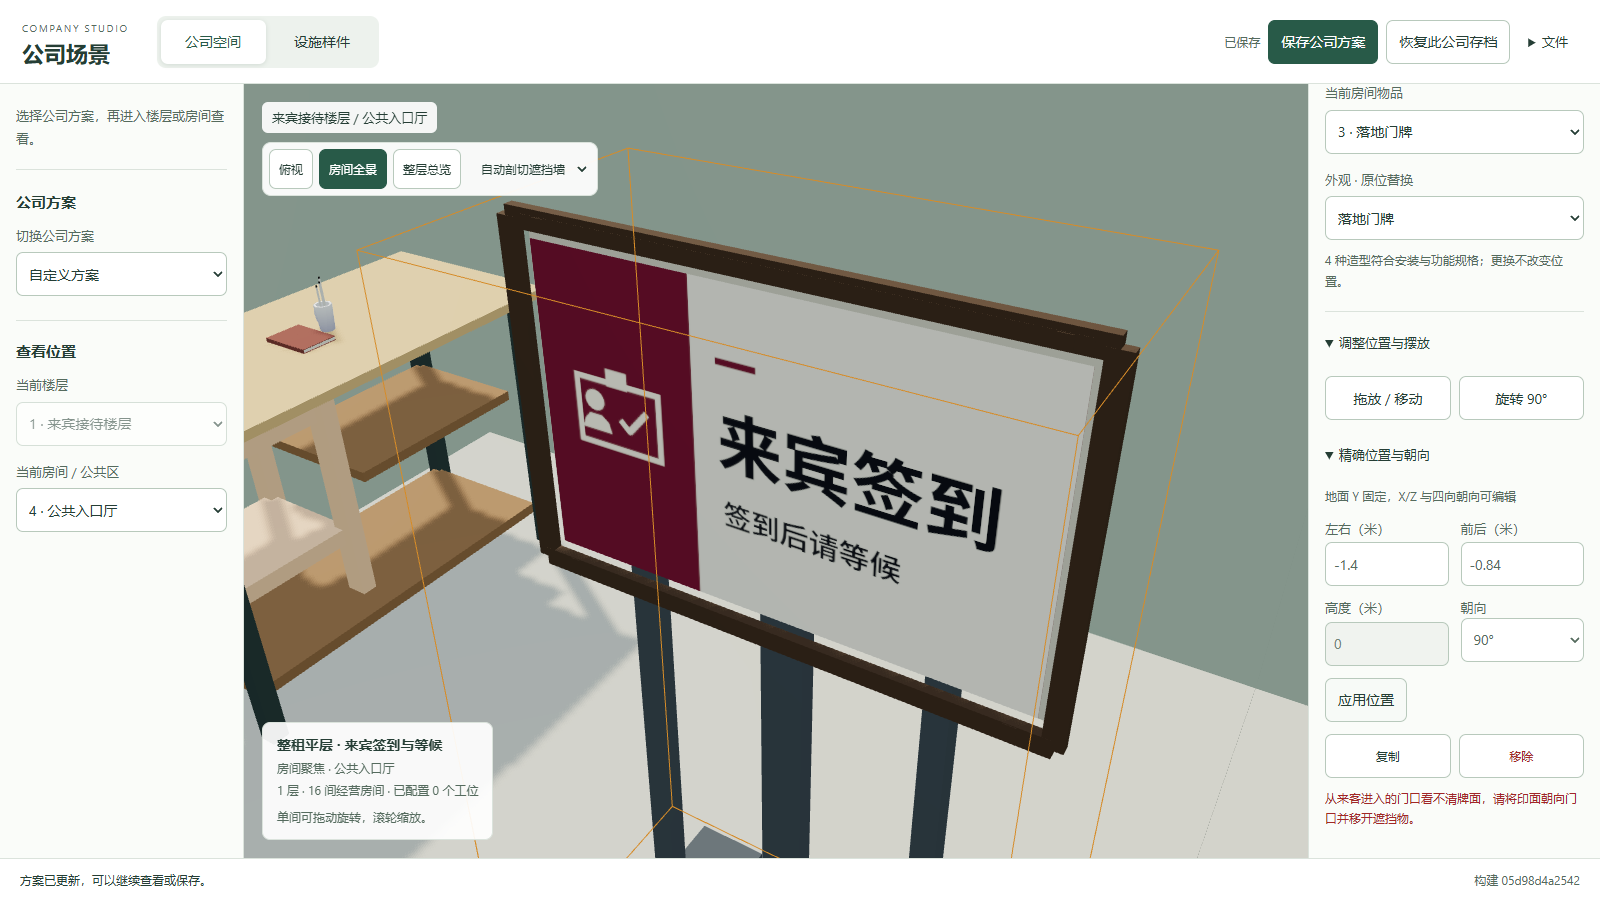 COMPANY STUDIO
公司场景
公司空间
设施样件
已保存
保存公司方案
恢复此公司存档
▶ 文件
选择公司方案，再进入楼层或房间查
看。
公司方案
切换公司方案
自定义方案
查看位置
当前楼层
1 · 来宾接待楼层
当前房间 / 公共区
4 · 公共入口厅
来宾接待楼层 / 公共入口厅
俯视
房间全景
整层总览
自动剖切遮挡墙
来宾签到
签到后请等候
整租平层 · 来宾签到与等候
房间聚焦 · 公共入口厅
1 层 · 16 间经营房间 · 已配置 0 个工位
单间可拖动旋转，滚轮缩放。
当前房间物品
3 · 落地门牌
外观 · 原位替换
落地门牌
4 种造型符合安装与功能规格；更换不改变位
置。
▼ 调整位置与摆放
拖放 / 移动
旋转 90°
▼ 精确位置与朝向
地面 Y 固定，X/Z 与四向朝向可编辑
左右（米）
前后（米）
-1.4
-0.84
高度（米）
朝向
0
90°
应用位置
复制
移除
从来客进入的门口看不清牌面，请将印面朝向门
口并移开遮挡物。
方案已更新，可以继续查看或保存。
构建 05d98d4a2542